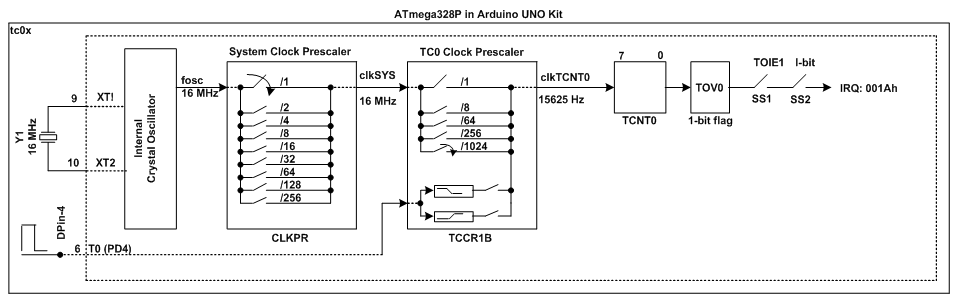 ATmega328P in Arduino UNO Kit
tc0x
System Clock Prescaler
TC0 Clock Prescaler
7 0
TOIE1 I-bit
fosc
16 MHz
/1
clkSYS
16 MHz
/1
clkTCNT0
15625 Hz
TOV0
IRQ: 001Ah
SS1 SS2
TCNT0
1-bit flag
9 XT!
Y1
16 MHz
Internal
Crystal Oscillator
10 XT2
/2
/4
/8
/16
/32
/64
/128
/256
/8
/64
/256
/1024
CLKPR
TCCR1B
DPin-4
6 T0 (PD4)